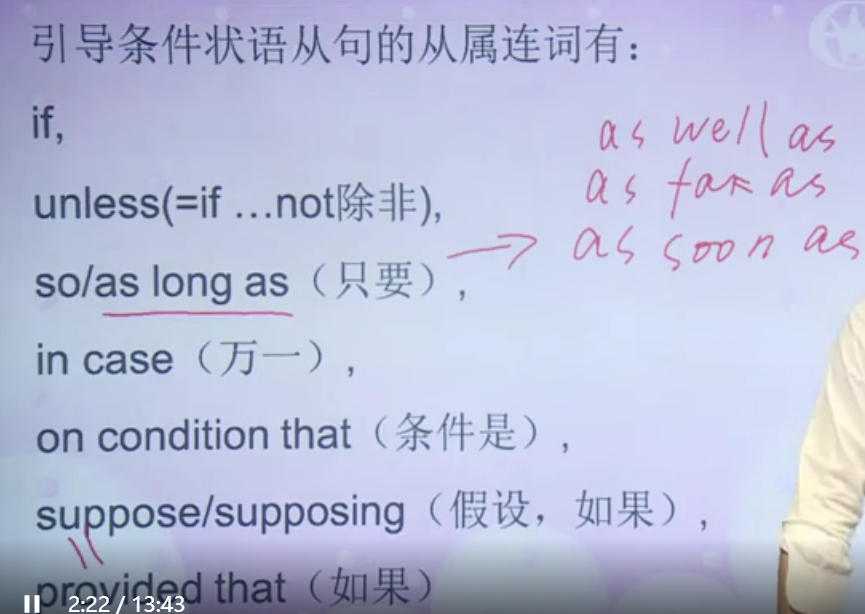 引导条件状语从句的从属连词有：
if,
as well as
unless(=if …not除非),
as far as
so/as long as（只要）,
as soon as
in case（万一）,
on condition that（条件是）,
suppose/supposing（假设，如果）,
provided that（如果）
2:22 / 13:43